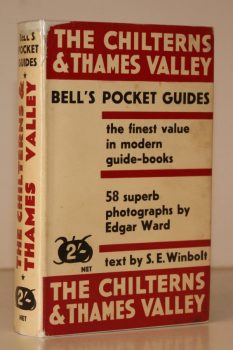 BELL'S
POCKET
GUIDES
THE CHILTERNS &
THAMES VALLEY
2/-
NET
THE CHILTERNS
& THAMES VALLEY
BELL'S POCKET GUIDES
the finest value
in modern
guide-books
58 superb
photographs by
Edgar Ward
2/-
NET
text by S. E. Winbolt
THE CHILTERNS
& THAMES VALLEY